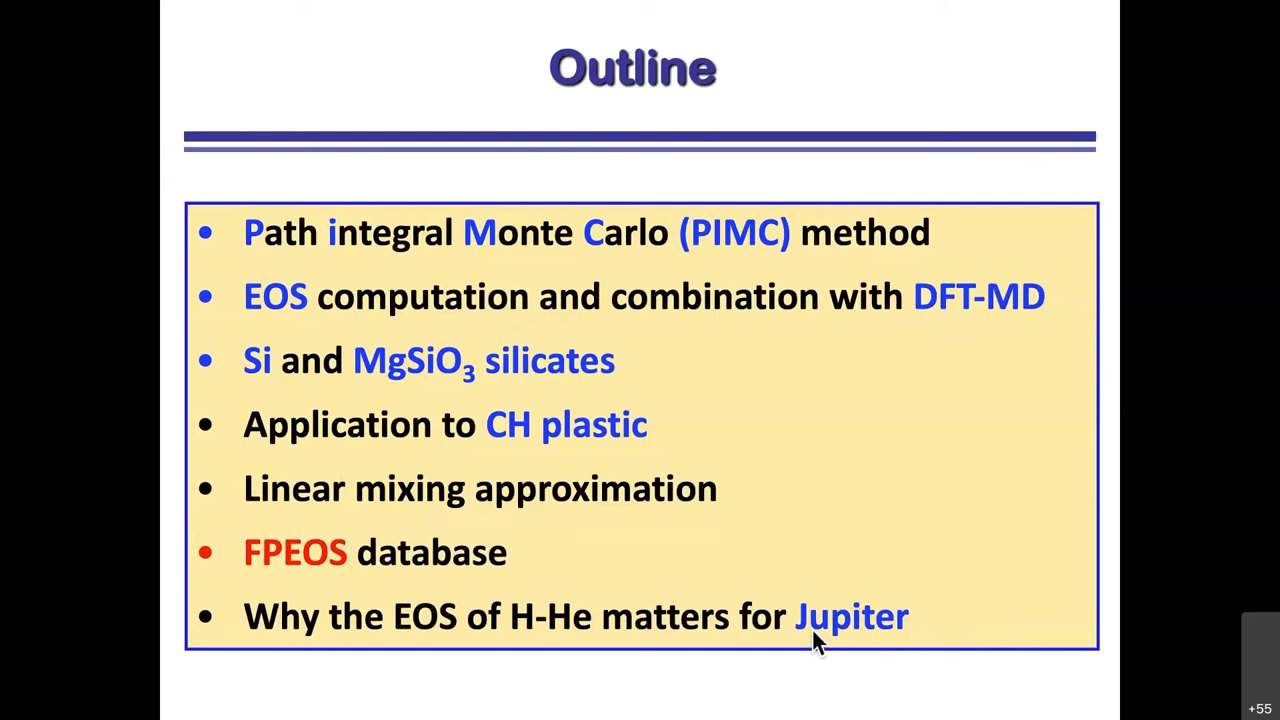 Outline
• Path integral Monte Carlo (PIMC) method
• EOS computation and combination with DFT-MD
• Si and MgSiO₃ silicates
• Application to CH plastic
• Linear mixing approximation
• FPEOS database
• Why the EOS of H-He matters for Jupiter
+55